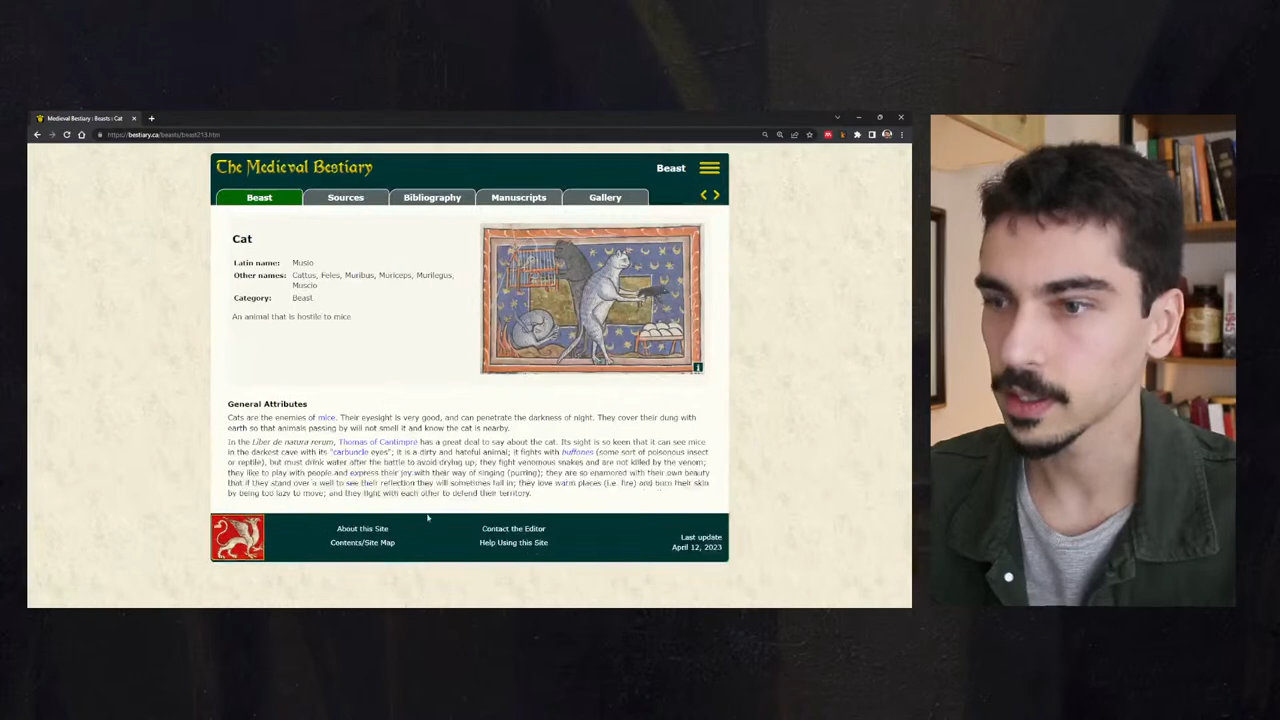 Medieval Bestiary : Beasts : Cat
https://bestiary.ca/beasts/beast213.htm
The Medieval Bestiary
Beast
Beast Sources Bibliography Manuscripts Gallery
Cat
Latin name: Musio
Other names: Cattus, Feles, Muribus, Muriceps, Murilegus,
Muscio
Category: Beast
An animal that is hostile to mice
General Attributes
Cats are the enemies of mice. Their eyesight is very good, and can penetrate the darkness of night. They cover their dung with
earth so that animals passing by will not smell it and know the cat is nearby.
In the Liber de natura rerum, Thomas of Cantimpré has a great deal to say about the cat. Its sight is so keen that it can see mice
in the darkest cave with its "carbuncle eyes"; it is a dirty and hateful animal; it fights with buffones (some sort of poisonous insect
or reptile), but must drink water after the battle to avoid drying up; they fight venomous snakes and are not killed by the venom;
they like to play with people and express their joy with their way of singing (purring); they are so enamored with their own beauty
that if they stand over a well to see their reflection they will sometimes fall in; they love warm places (i.e. fire) and burn their skin
by being too lazy to move; and they fight with each other to defend their territory.
About this Site
Contents/Site Map
Contact the Editor
Help Using this Site
Last update
April 12, 2023